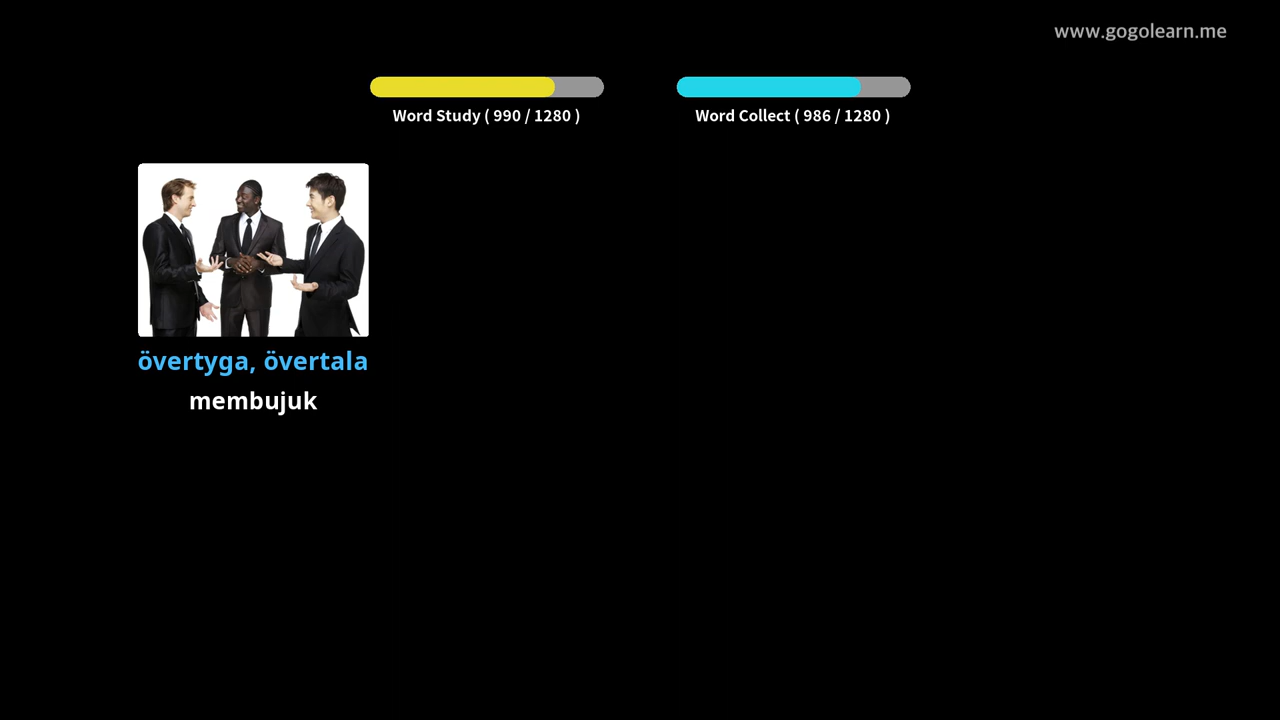 www.gogolearn.me
Word Study ( 990 / 1280 )
Word Collect ( 986 / 1280 )
övertyga, övertala
membujuk